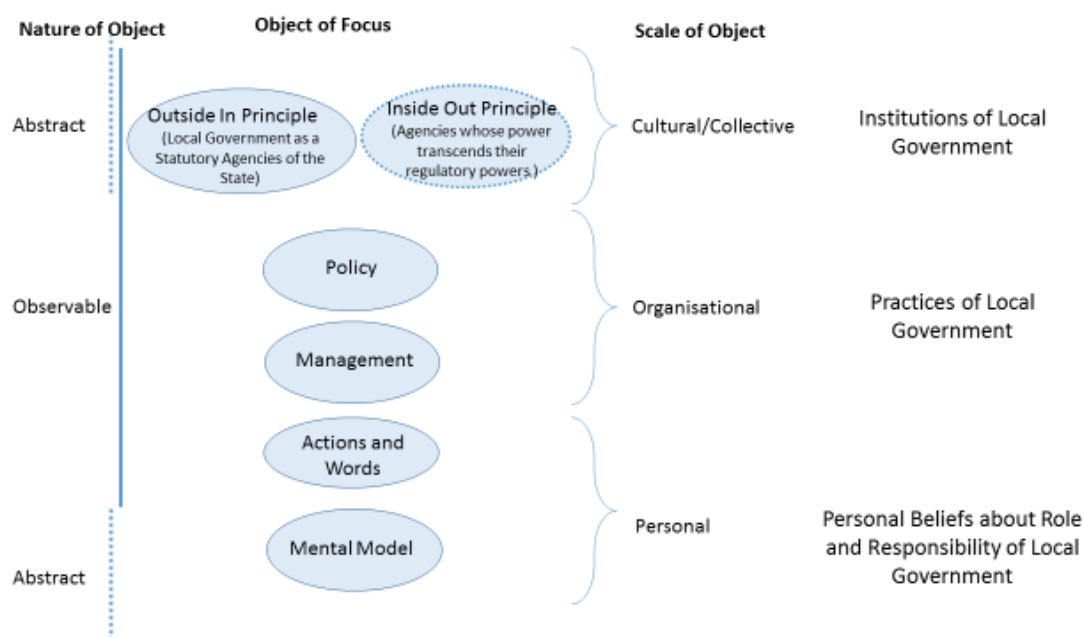 Nature of Object
Object of Focus
Scale of Object
Abstract
Outside In Principle
(Local Government as a
Statutory Agencies of the
State)
Inside Out Principle
(Agencies whose power
transcends their
regulatory powers.)
Cultural/Collective
Institutions of Local
Government
Policy
Observable
Organisational
Practices of Local
Government
Management
Actions and
Words
Personal
Personal Beliefs about Role
and Responsibility of Local
Government
Mental Model
Abstract